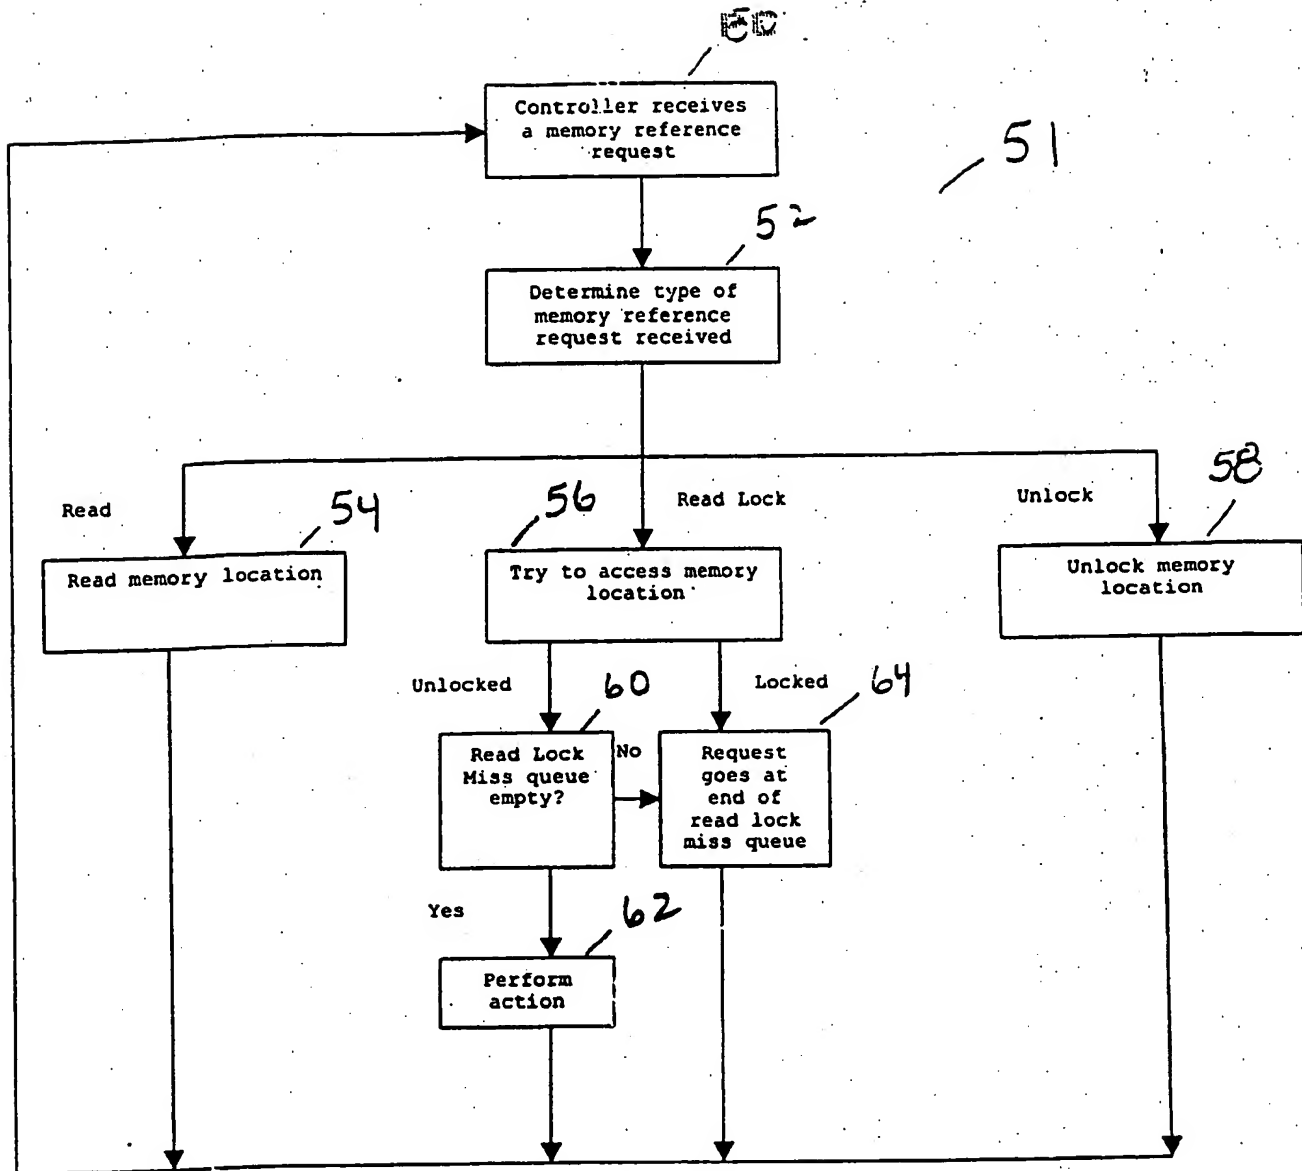 Controller receives
a memory reference
request
51
52
Determine type of
memory reference
request received
Read
54
56
Read Lock
Unlock
58
Read memory location
Try to access memory
location
Unlock memory
location
Unlocked
60
Locked
64
Read Lock
Miss queue
empty?
No
Request
goes at
end of
read lock
miss queue
Yes
62
Perform
action